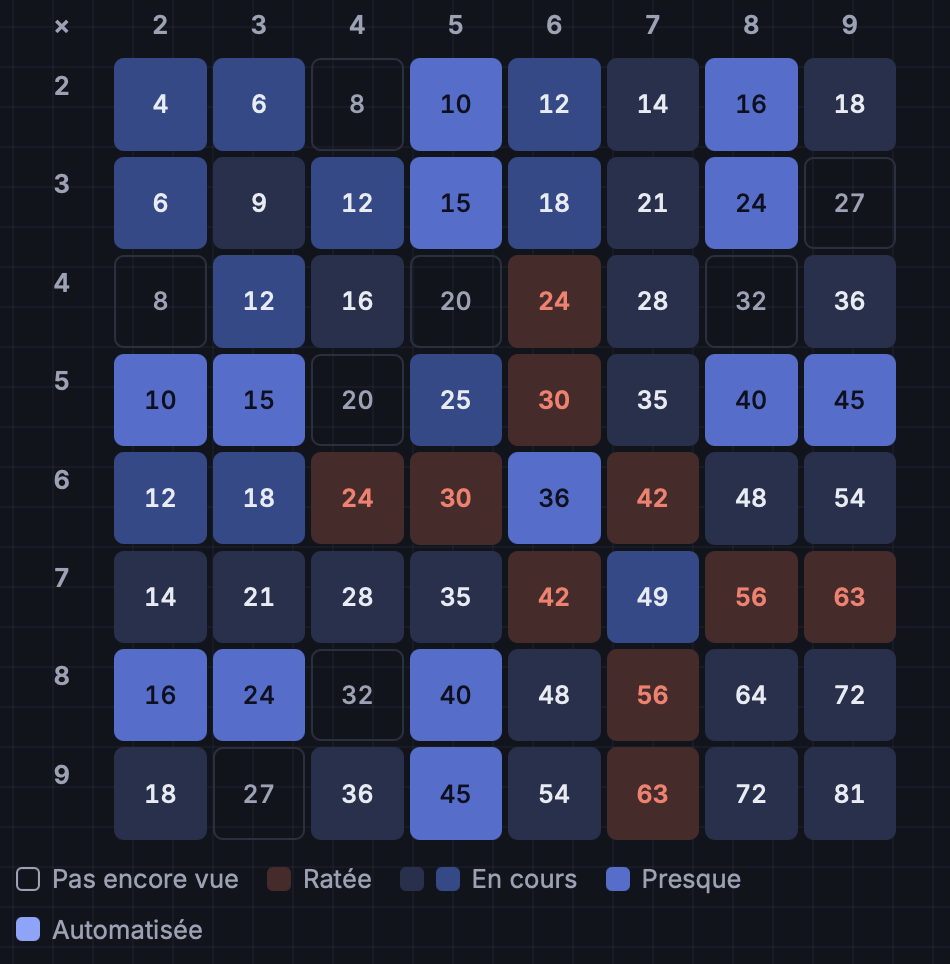 × 2 3 4 5 6 7 8 9
2 4 6 8 10 12 14 16 18
3 6 9 12 15 18 21 24 27
4 8 12 16 20 24 28 32 36
5 10 15 20 25 30 35 40 45
6 12 18 24 30 36 42 48 54
7 14 21 28 35 42 49 56 63
8 16 24 32 40 48 56 64 72
9 18 27 36 45 54 63 72 81
Pas encore vue Ratée En cours Presque
Automatisée